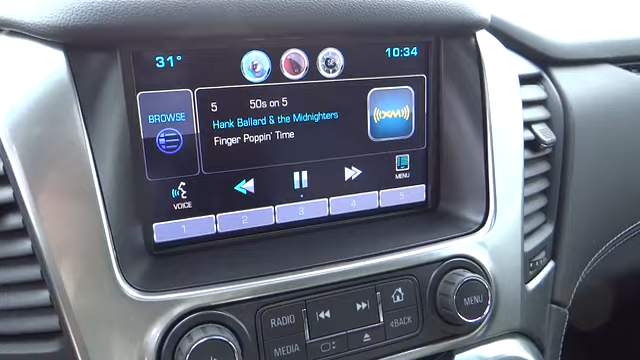 31° 10:34
BROWSE
5 50s on 5
Hank Ballard & the Midnighters
Finger Poppin' Time
((XM))
VOICE
MENU
1 2 3 4 5
RADIO
MEDIA
BACK
MENU